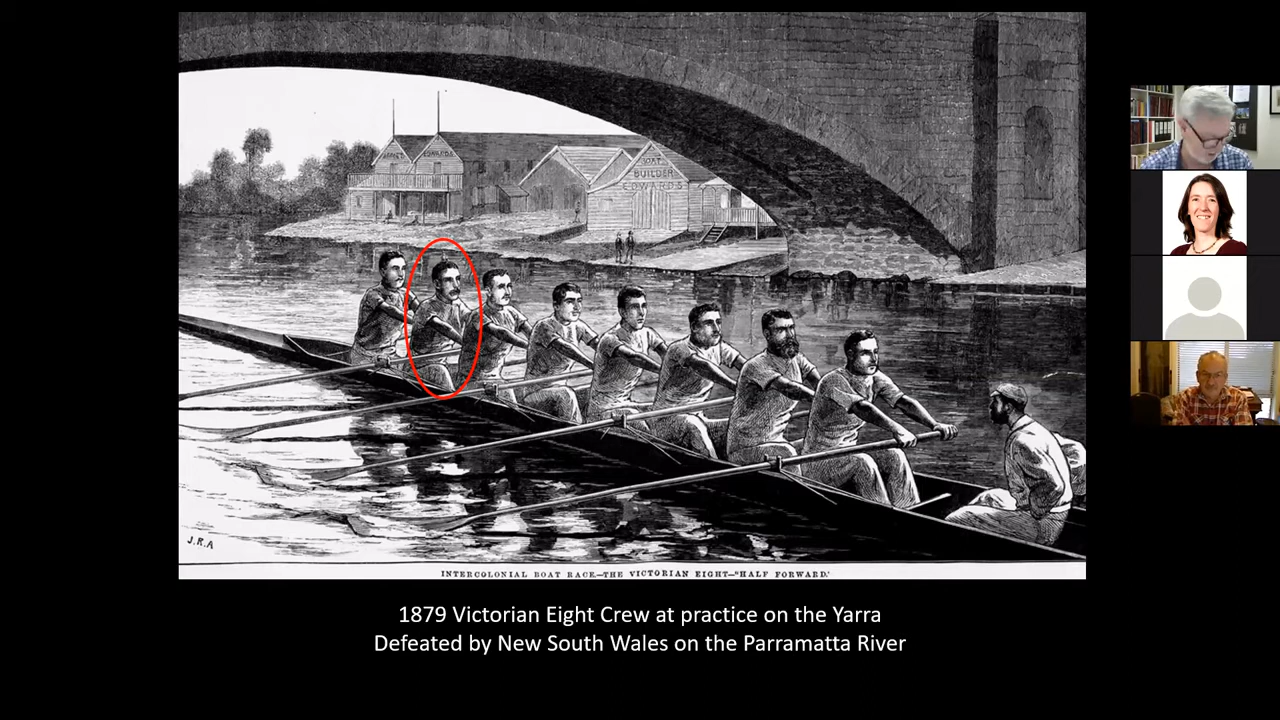 EDWARDS
BOAT
BUILDER
EDWARDS
J.R.A
INTERCOLONIAL BOAT RACE.—THE VICTORIAN EIGHT—"HALF FORWARD."
1879 Victorian Eight Crew at practice on the Yarra
Defeated by New South Wales on the Parramatta River